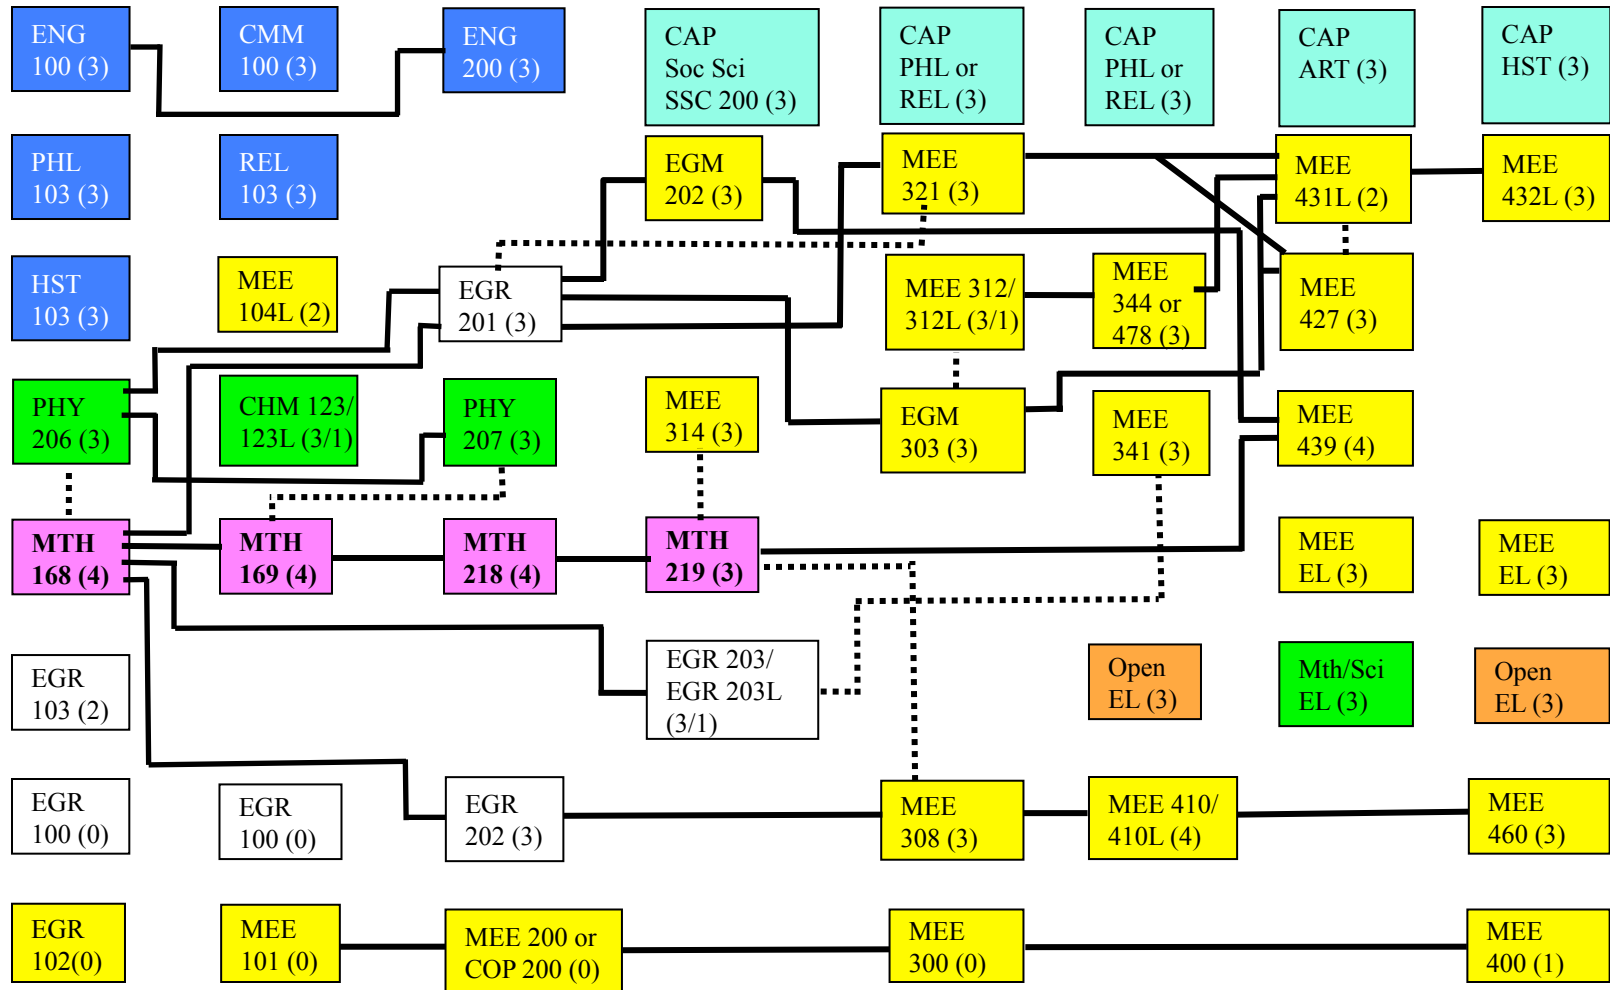 ENG
100 (3)
CMM
100 (3)
ENG
200 (3)
CAP
Soc Sci
SSC 200 (3)
CAP
PHL or
REL (3)
CAP
PHL or
REL (3)
CAP
ART (3)
CAP
HST (3)
PHL
103 (3)
REL
103 (3)
EGM
202 (3)
MEE
321 (3)
MEE
431L (2)
MEE
432L (3)
HST
103 (3)
MEE
104L (2)
EGR
201 (3)
MEE 312/
312L (3/1)
MEE
344 or
478 (3)
MEE
427 (3)
PHY
206 (3)
CHM 123/
123L (3/1)
PHY
207 (3)
MEE
314 (3)
EGM
303 (3)
MEE
341 (3)
MEE
439 (4)
MTH
168 (4)
MTH
169 (4)
MTH
218 (4)
MTH
219 (3)
MEE
EL (3)
MEE
EL (3)
EGR
103 (2)
EGR 203/
EGR 203L
(3/1)
Open
EL (3)
Mth/Sci
EL (3)
Open
EL (3)
EGR
100 (0)
EGR
100 (0)
EGR
202 (3)
MEE
308 (3)
MEE 410/
410L (4)
MEE
460 (3)
EGR
102(0)
MEE
101 (0)
MEE 200 or
COP 200 (0)
MEE
300 (0)
MEE
400 (1)